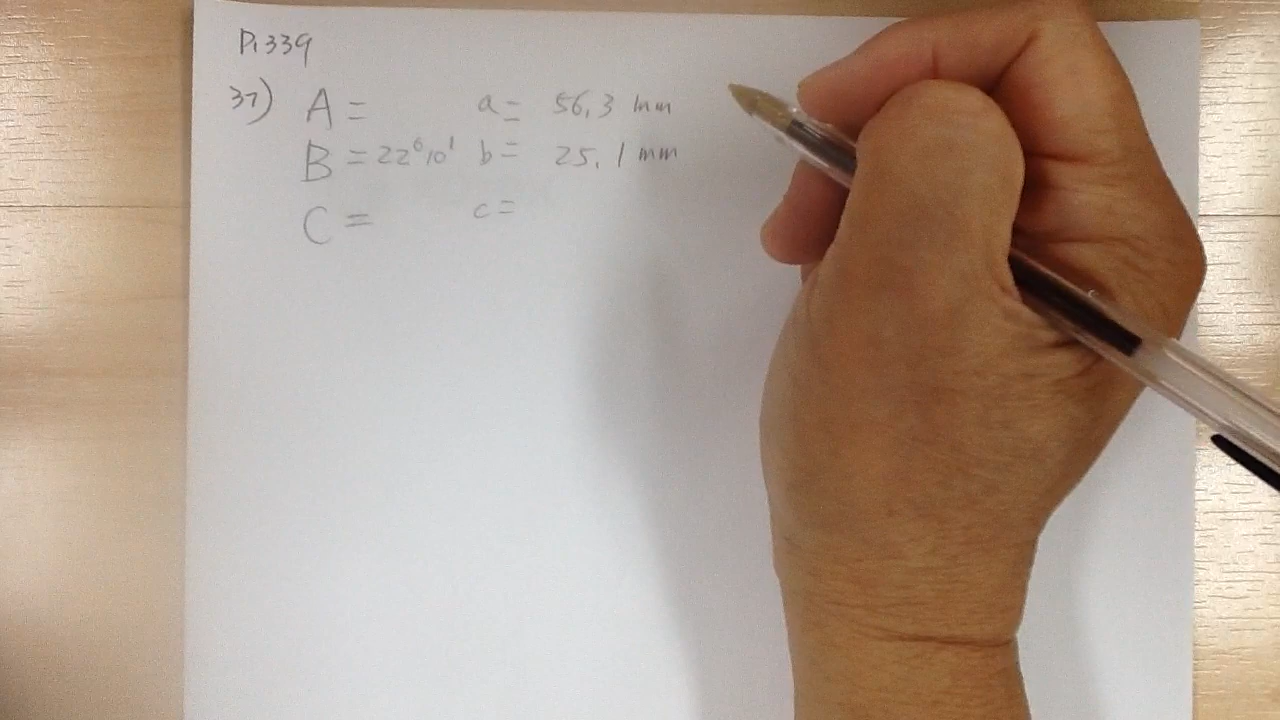 P.339
37) A = a = 56.3 mm
B = 22°10' b = 25.1 mm
C = c =